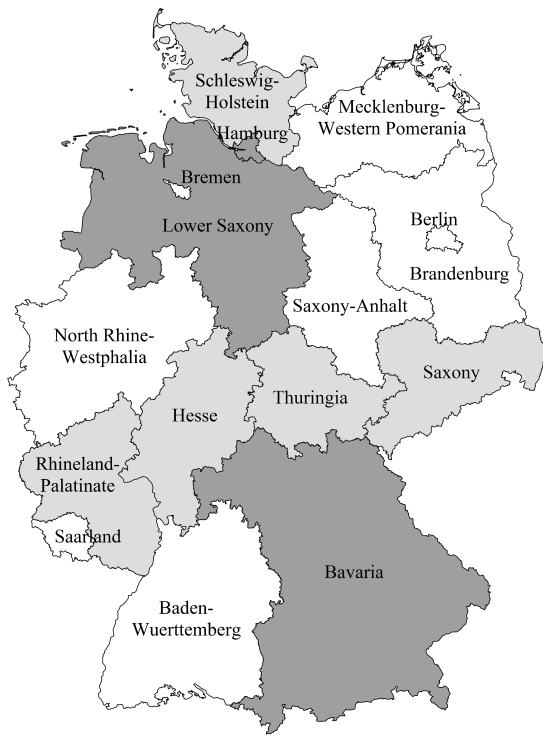 Schleswig-
Holstein
Mecklenburg-
Western Pomerania
Hamburg
Bremen
Lower Saxony
Berlin
Brandenburg
Saxony-Anhalt
North Rhine-
Westphalia
Saxony
Thuringia
Hesse
Rhineland-
Palatinate
Saarland
Bavaria
Baden-
Wuerttemberg